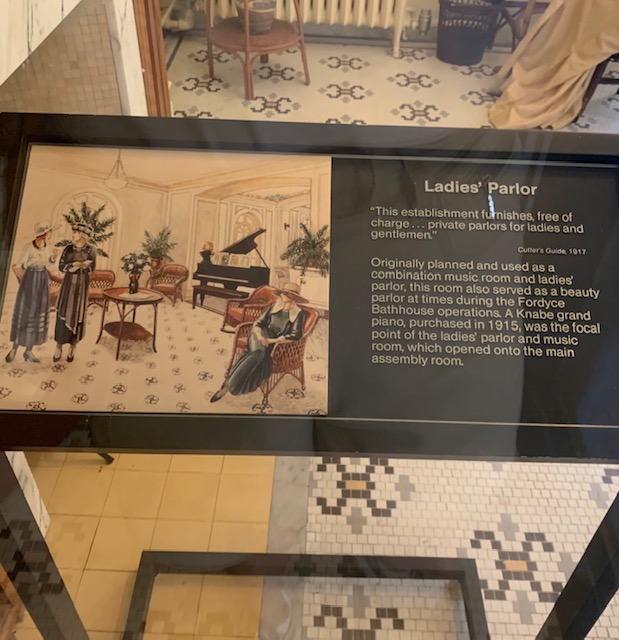 Ladies' Parlor
"This establishment furnishes, free of
charge... private parlors for ladies and
gentlemen."
Cutter's Guide, 1917
Originally planned and used as a
combination music room and ladies'
parlor, this room also served as a beauty
parlor at times during the Fordyce
Bathhouse operations. A Knabe grand
piano, purchased in 1915, was the focal
point of the ladies' parlor and music
room, which opened onto the main
assembly room.